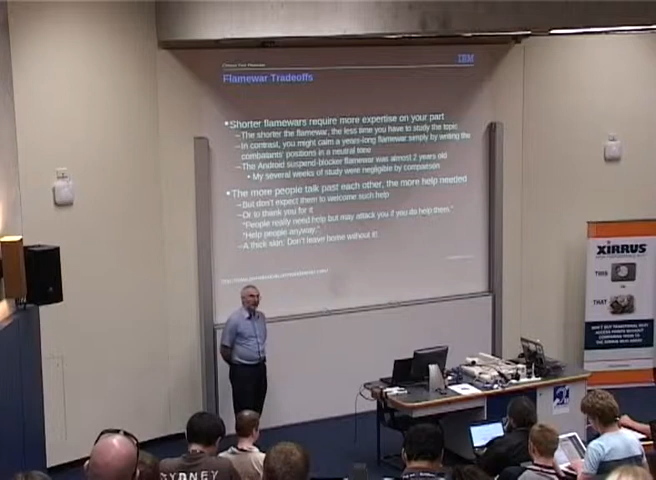 IBM
Flamewar Tradeoffs
Shorter flamewars require more expertise on your part
–The shorter the flamewar, the less time you have to study the topic
–In contrast, you might calm a years-long flamewar simply by writing the
combatants' positions in a neutral tone
–The Android suspend-blocker flamewar was almost 2 years old
• My several weeks of study were negligible by comparison
The more people talk past each other, the more help needed
–But don't expect them to welcome such help
–Or to thank you for it
–"People really need help but may attack you if you do help them."
"Help people anyway."
–A thick skin: Don't leave home without it!
XIRRUS
THIS
THAT
SYDNEY